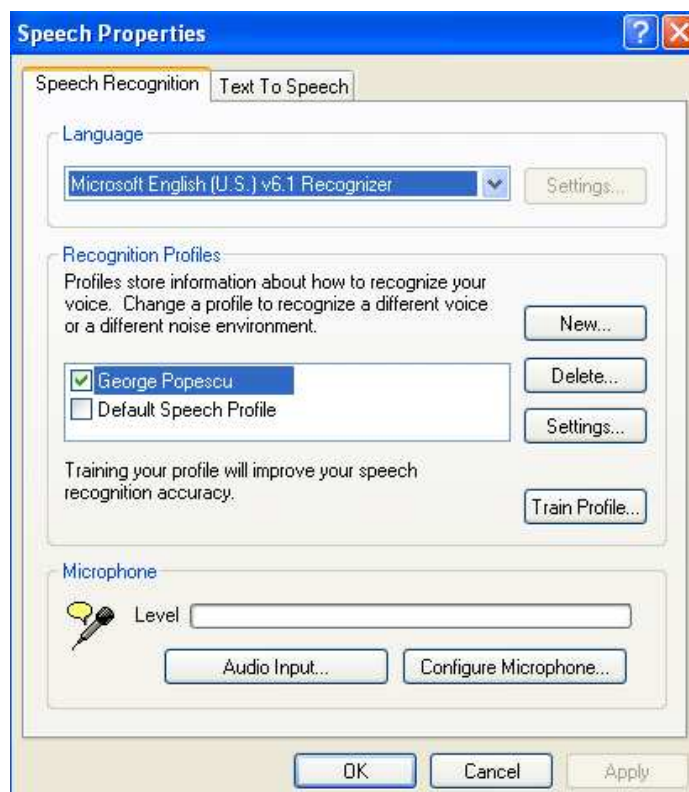 Speech Properties
Speech Recognition Text To Speech
Language
Microsoft English (U.S.) v6.1 Recognizer Settings...
Recognition Profiles
Profiles store information about how to recognize your
voice. Change a profile to recognize a different voice
or a different noise environment.
New...
George Popescu
Default Speech Profile
Delete...
Settings...
Training your profile will improve your speech
recognition accuracy.
Train Profile...
Microphone
Level
Audio Input... Configure Microphone...
OK Cancel Apply